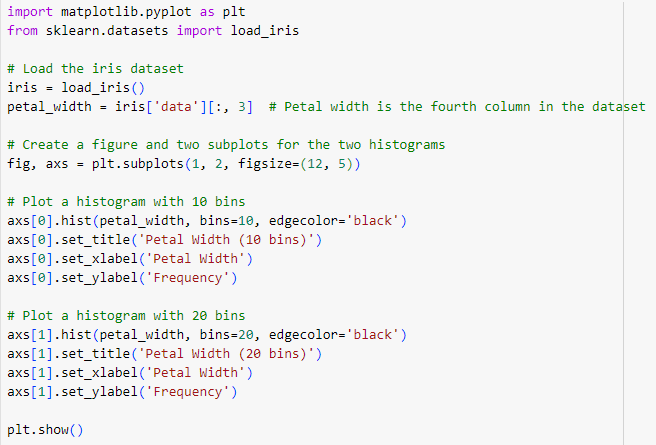 import matplotlib.pyplot as plt
from sklearn.datasets import load_iris
# Load the iris dataset
iris = load_iris()
petal_width = iris['data'][:, 3]  # Petal width is the fourth column in the dataset
# Create a figure and two subplots for the two histograms
fig, axs = plt.subplots(1, 2, figsize=(12, 5))
# Plot a histogram with 10 bins
axs[0].hist(petal_width, bins=10, edgecolor='black')
axs[0].set_title('Petal Width (10 bins)')
axs[0].set_xlabel('Petal Width')
axs[0].set_ylabel('Frequency')
# Plot a histogram with 20 bins
axs[1].hist(petal_width, bins=20, edgecolor='black')
axs[1].set_title('Petal Width (20 bins)')
axs[1].set_xlabel('Petal Width')
axs[1].set_ylabel('Frequency')
plt.show()